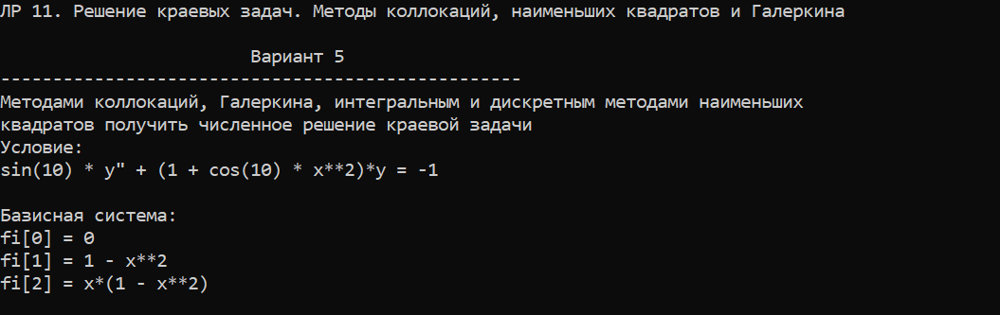 ЛР 11. Решение краевых задач. Методы коллокаций, наименьших квадратов и Галеркина
Вариант 5
--------------------------------------------------
Методами коллокаций, Галеркина, интегральным и дискретным методами наименьших
квадратов получить численное решение краевой задачи
Условие:
sin(10) * y" + (1 + cos(10) * x**2)*y = -1
Базисная система:
fi[0] = 0
fi[1] = 1 - x**2
fi[2] = x*(1 - x**2)